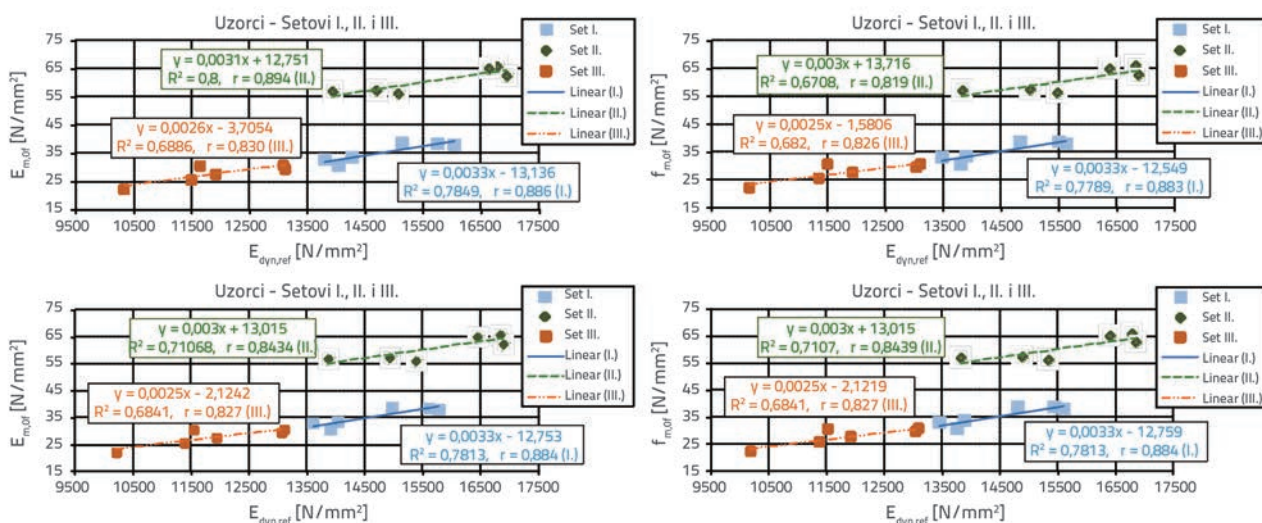 Uzorci - Setovi I., II. i III.
75
65
55
45
35
25
15
E_m,0f [N/mm²]
y = 0,0031x + 12,751
R² = 0,8, r = 0,894 (II.)
y = 0,0026x - 3,7054
R² = 0,6886, r = 0,830 (III.)
y = 0,0033x - 13,136
R² = 0,7849, r = 0,886 (I.)
Set I.
Set II.
Set III.
Linear (I.)
Linear (II.)
Linear (III.)
9500 10500 11500 12500 13500 14500 15500 16500 17500
E_dyn,ref [N/mm²]
Uzorci - Setovi I., II. i III.
75
65
55
45
35
25
15
f_m,0f [N/mm²]
y = 0,003x + 13,716
R² = 0,6708, r = 0,819 (II.)
y = 0,0025x - 1,5806
R² = 0,682, r = 0,826 (III.)
y = 0,0033x - 12,549
R² = 0,7789, r = 0,883 (I.)
Set I.
Set II.
Set III.
Linear (I.)
Linear (II.)
Linear (III.)
9500 10500 11500 12500 13500 14500 15500 16500 17500
E_dyn,ref [N/mm²]
Uzorci - Setovi I., II. i III.
75
65
55
45
35
25
15
E_m,0f [N/mm²]
y = 0,003x + 13,015
R² = 0,71068, r = 0,8434 (II.)
y = 0,0025x - 2,1242
R² = 0,6841, r = 0,827 (III.)
y = 0,0033x - 12,753
R² = 0,7813, r = 0,884 (I.)
Set I.
Set II.
Set III.
Linear (I.)
Linear (II.)
Linear (III.)
9500 10500 11500 12500 13500 14500 15500 16500 17500
E_dyn,ref [N/mm²]
Uzorci - Setovi I., II. i III.
75
65
55
45
35
25
15
f_m,0f [N/mm²]
y = 0,003x + 13,015
R² = 0,7107, r = 0,8439 (II.)
y = 0,0025x - 2,1219
R² = 0,6841, r = 0,827 (III.)
y = 0,0033x - 12,759
R² = 0,7813, r = 0,884 (I.)
Set I.
Set II.
Set III.
Linear (I.)
Linear (II.)
Linear (III.)
9500 10500 11500 12500 13500 14500 15500 16500 17500
E_dyn,ref [N/mm²]